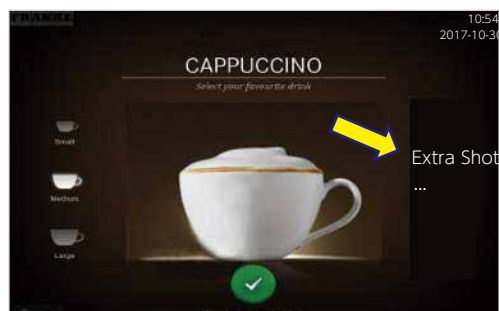 FRANKE
10:54
2017-10-30
CAPPUCCINO
Select your favourite drink
Small
Medium
Large
Extra Shot
...